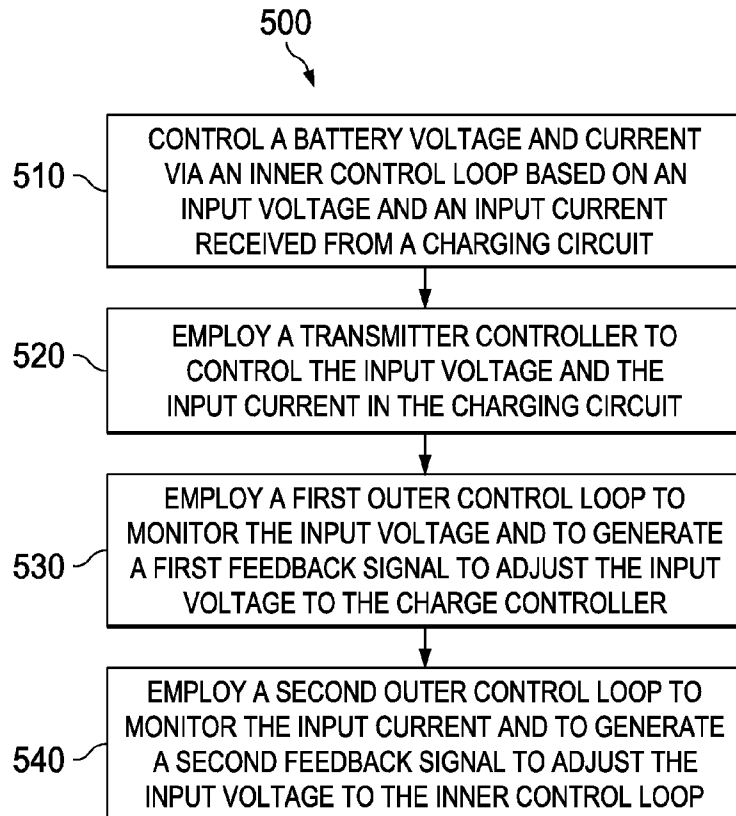 500
510
CONTROL A BATTERY VOLTAGE AND CURRENT
VIA AN INNER CONTROL LOOP BASED ON AN
INPUT VOLTAGE AND AN INPUT CURRENT
RECEIVED FROM A CHARGING CIRCUIT
520
EMPLOY A TRANSMITTER CONTROLLER TO
CONTROL THE INPUT VOLTAGE AND THE
INPUT CURRENT IN THE CHARGING CIRCUIT
530
EMPLOY A FIRST OUTER CONTROL LOOP TO
MONITOR THE INPUT VOLTAGE AND TO GENERATE
A FIRST FEEDBACK SIGNAL TO ADJUST THE INPUT
VOLTAGE TO THE CHARGE CONTROLLER
540
EMPLOY A SECOND OUTER CONTROL LOOP TO
MONITOR THE INPUT CURRENT AND TO GENERATE
A SECOND FEEDBACK SIGNAL TO ADJUST THE
INPUT VOLTAGE TO THE INNER CONTROL LOOP